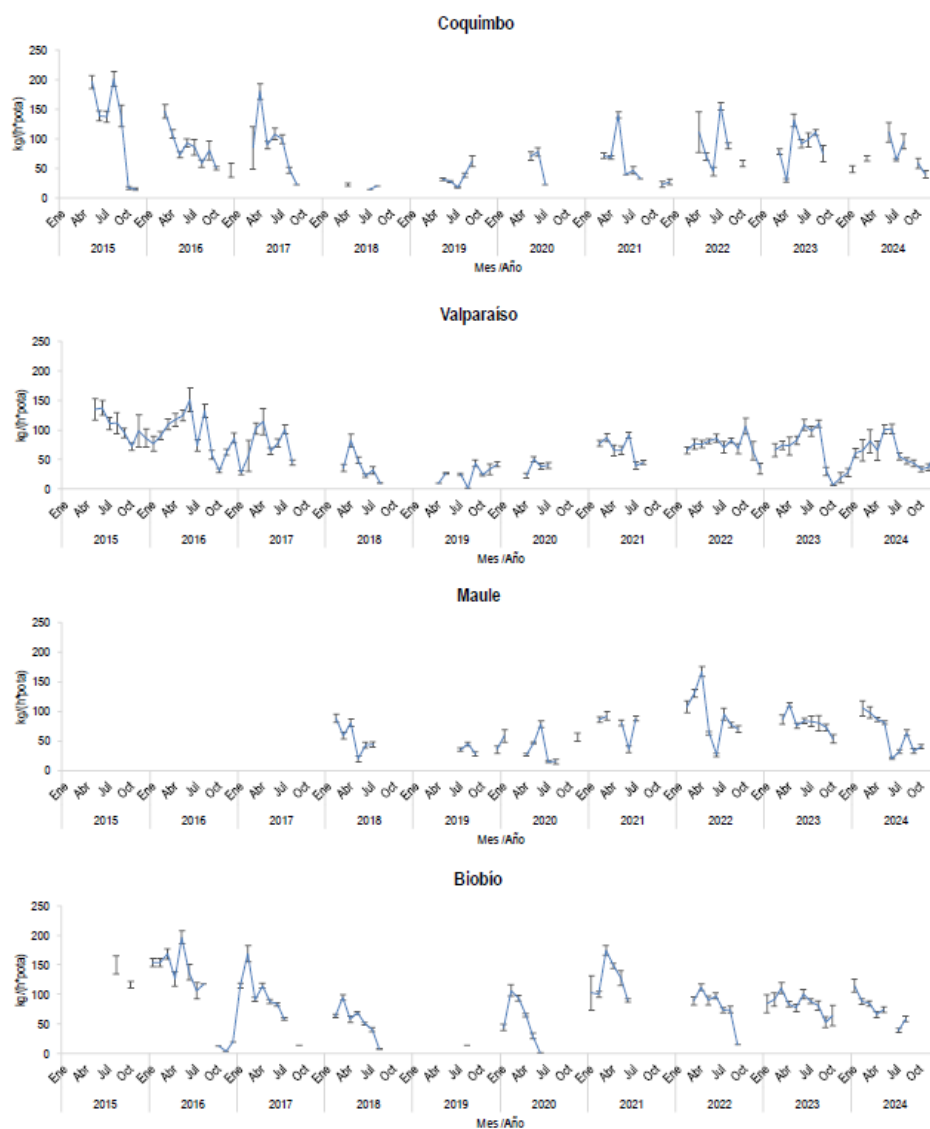 Coquimbo
250
200
150
100
50
0
kg/(h*pota)
Ene Abr Jul Oct Ene Abr Jul Oct Ene Abr Jul Oct Ene Abr Jul Oct Ene Abr Jul Oct Ene Abr Jul Oct Ene Abr Jul Oct Ene Abr Jul Oct Ene Abr Jul Oct Ene Abr Jul Oct
2015 2016 2017 2018 2019 2020 2021 2022 2023 2024
Mes /Año
Valparaíso
250
200
150
100
50
0
kg/(h*pota)
Ene Abr Jul Oct Ene Abr Jul Oct Ene Abr Jul Oct Ene Abr Jul Oct Ene Abr Jul Oct Ene Abr Jul Oct Ene Abr Jul Oct Ene Abr Jul Oct Ene Abr Jul Oct Ene Abr Jul Oct
2015 2016 2017 2018 2019 2020 2021 2022 2023 2024
Mes /Año
Maule
250
200
150
100
50
0
kg/(h*pota)
Ene Abr Jul Oct Ene Abr Jul Oct Ene Abr Jul Oct Ene Abr Jul Oct Ene Abr Jul Oct Ene Abr Jul Oct Ene Abr Jul Oct Ene Abr Jul Oct Ene Abr Jul Oct Ene Abr Jul Oct
2015 2016 2017 2018 2019 2020 2021 2022 2023 2024
Mes /Año
Biobío
250
200
150
100
50
0
kg/(h*pota)
Ene Abr Jul Oct Ene Abr Jul Oct Ene Abr Jul Oct Ene Abr Jul Oct Ene Abr Jul Oct Ene Abr Jul Oct Ene Abr Jul Oct Ene Abr Jul Oct Ene Abr Jul Oct Ene Abr Jul Oct
2015 2016 2017 2018 2019 2020 2021 2022 2023 2024
Mes /Año